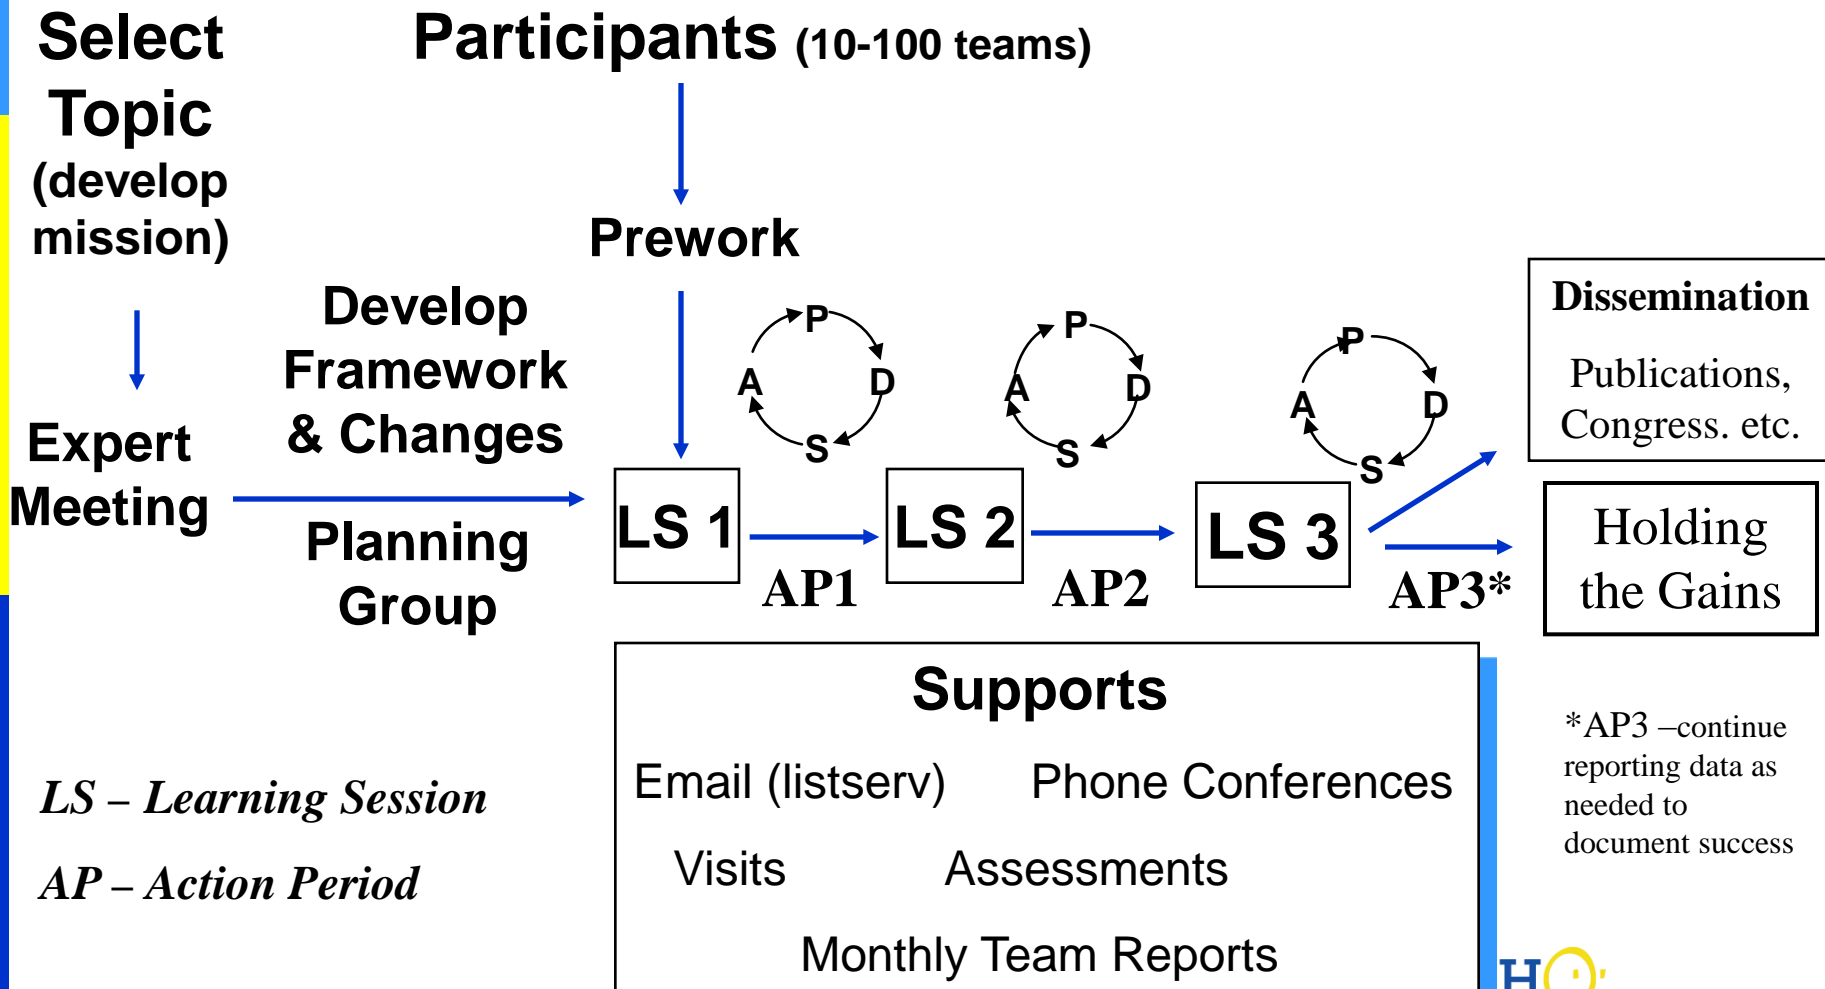 Select
Topic
(develop
mission)
Participants (10-100 teams)
Prework
Develop
Framework
& Changes
Expert
Meeting
Planning
Group
P
A
D
S
P
A
D
S
P
A
D
S
LS 1
AP1
LS 2
AP2
LS 3
AP3*
Dissemination
Publications,
Congress. etc.
Holding
the Gains
Supports
Email (listserv) Phone Conferences
Visits Assessments
Monthly Team Reports
LS – Learning Session
AP – Action Period
*AP3 –continue
reporting data as
needed to
document success